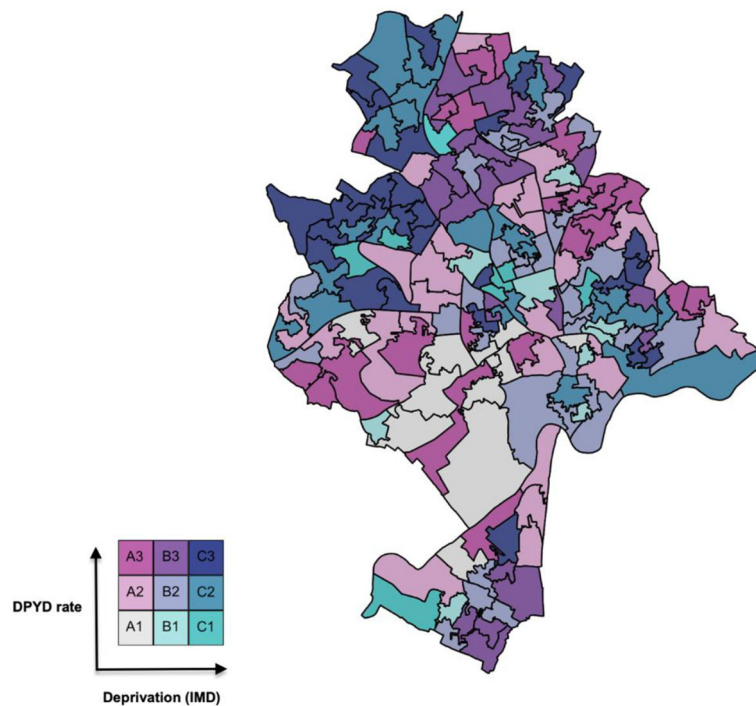 A3 B3 C3
DPYD rate
A2 B2 C2
A1 B1 C1
Deprivation (IMD)